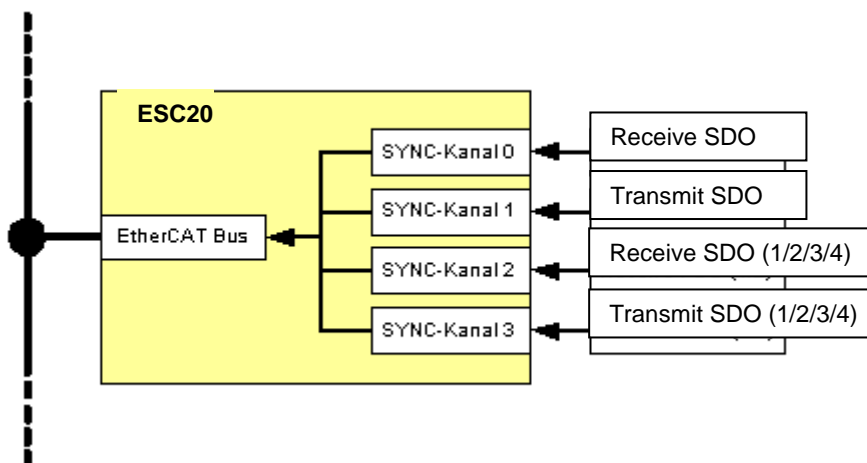 ESC20
SYNC-Kanal 0
Receive SDO
SYNC-Kanal 1
Transmit SDO
EtherCAT Bus
SYNC-Kanal 2
Receive SDO (1/2/3/4)
SYNC-Kanal 3
Transmit SDO (1/2/3/4)